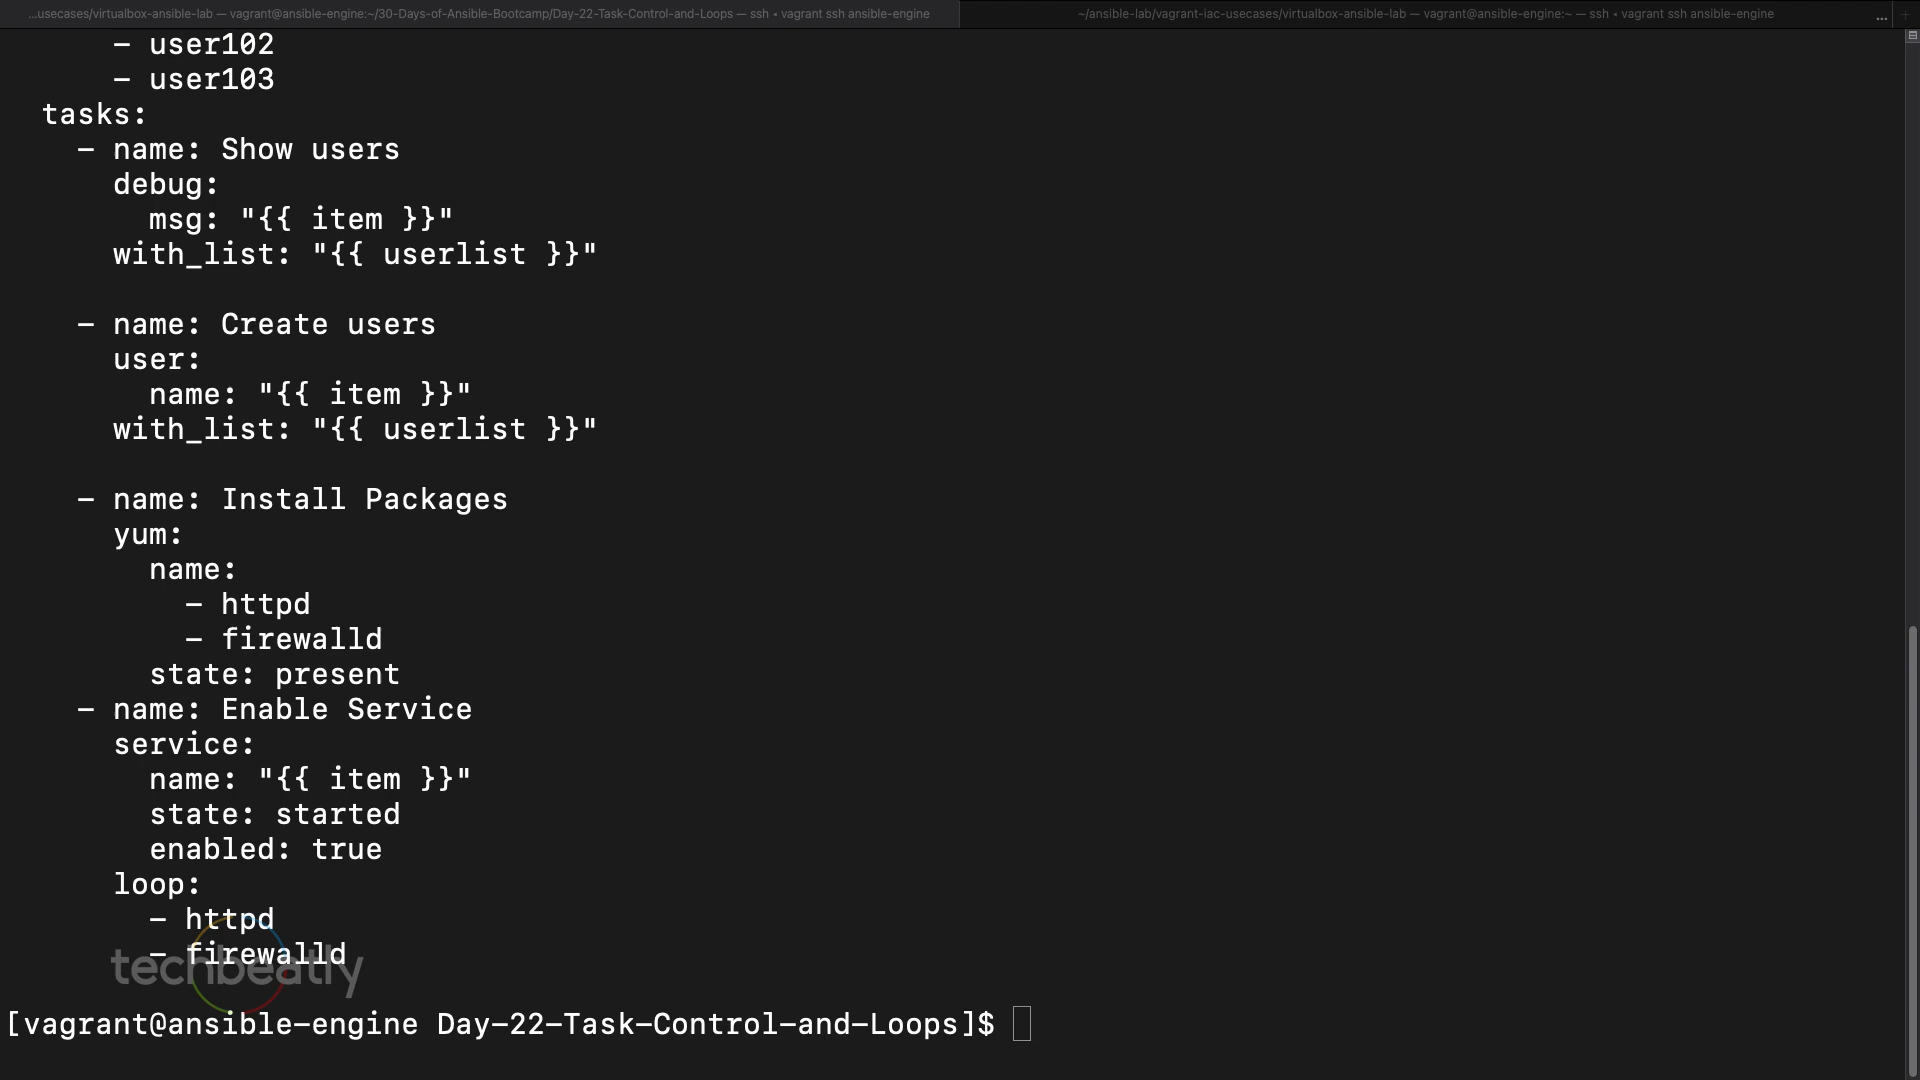 ...usecases/virtualbox-ansible-lab — vagrant@ansible-engine:~/30-Days-of-Ansible-Bootcamp/Day-22-Task-Control-and-Loops — ssh ◂ vagrant ssh ansible-engine
~/ansible-lab/vagrant-iac-usecases/virtualbox-ansible-lab — vagrant@ansible-engine:~ — ssh ◂ vagrant ssh ansible-engine
... +
      - user102
      - user103
  tasks:
    - name: Show users
      debug:
        msg: "{{ item }}"
      with_list: "{{ userlist }}"

    - name: Create users
      user:
        name: "{{ item }}"
      with_list: "{{ userlist }}"

    - name: Install Packages
      yum:
        name:
          - httpd
          - firewalld
        state: present
    - name: Enable Service
      service:
        name: "{{ item }}"
        state: started
        enabled: true
      loop:
        - httpd
        - firewalld
techbeatly
[vagrant@ansible-engine Day-22-Task-Control-and-Loops]$